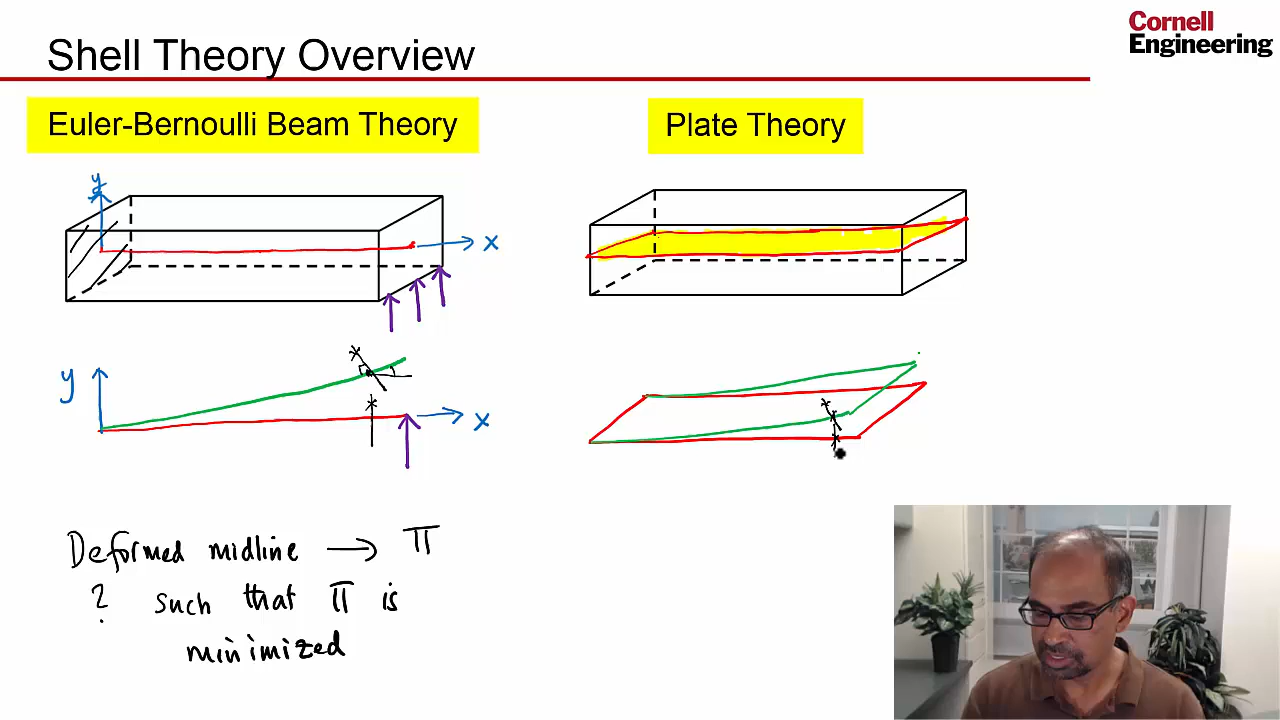 Shell Theory Overview
Cornell
Engineering
Euler-Bernoulli Beam Theory
Plate Theory
y
x
y
x
Deformed midline → π
? such that π is
minimized